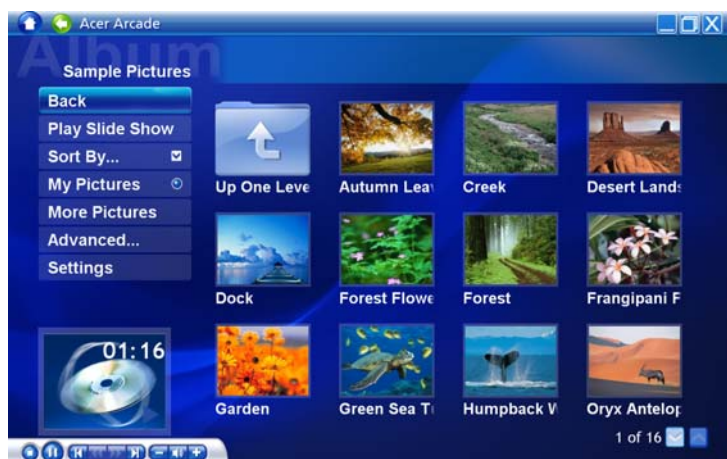 Acer Arcade
Album
Sample Pictures
Back
Play Slide Show
Sort By...
My Pictures
More Pictures
Advanced...
Settings
01:16
Up One Leve
Autumn Lea
Creek
Desert Lands
Dock
Forest Flowe
Forest
Frangipani F
Garden
Green Sea T
Humpback W
Oryx Antelop
1 of 16